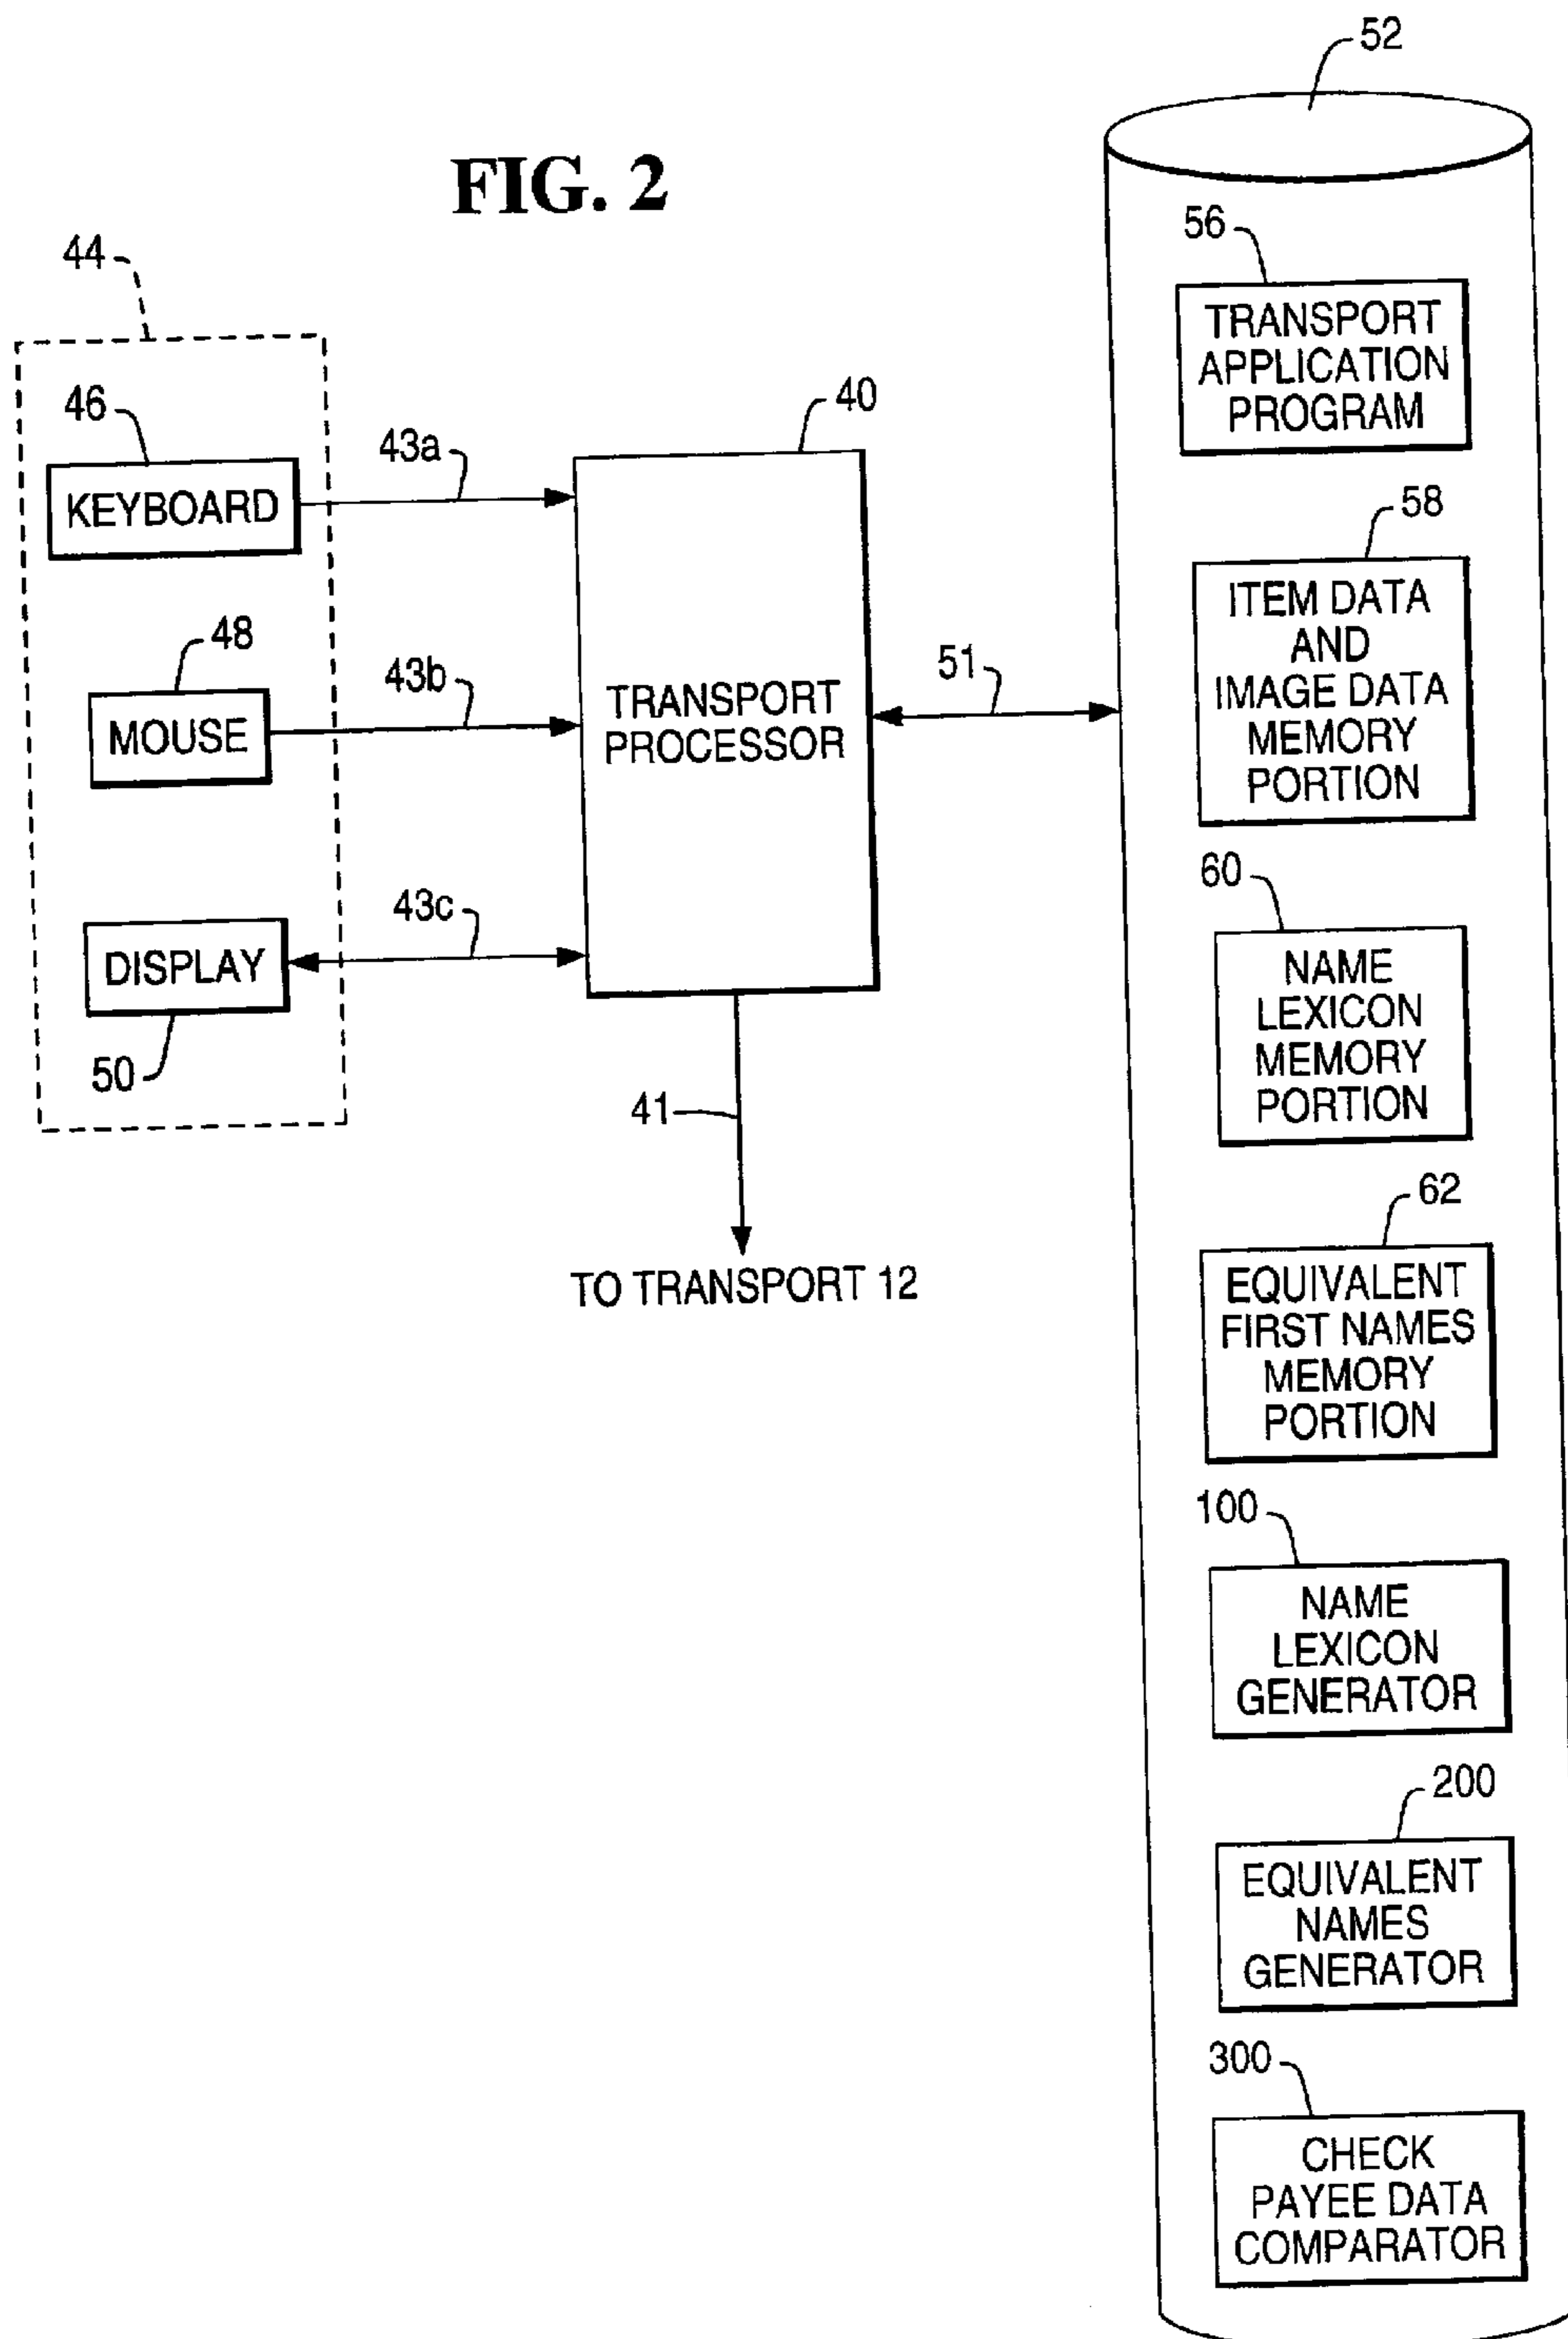 FIG. 2
44
46
KEYBOARD
43a
48
MOUSE
43b
DISPLAY
43c
50
40
TRANSPORT
PROCESSOR
51
41
TO TRANSPORT 12
52
56
TRANSPORT
APPLICATION
PROGRAM
58
ITEM DATA
AND
IMAGE DATA
MEMORY
PORTION
60
NAME
LEXICON
MEMORY
PORTION
62
EQUIVALENT
FIRST NAMES
MEMORY
PORTION
100
NAME
LEXICON
GENERATOR
200
EQUIVALENT
NAMES
GENERATOR
300
CHECK
PAYEE DATA
COMPARATOR